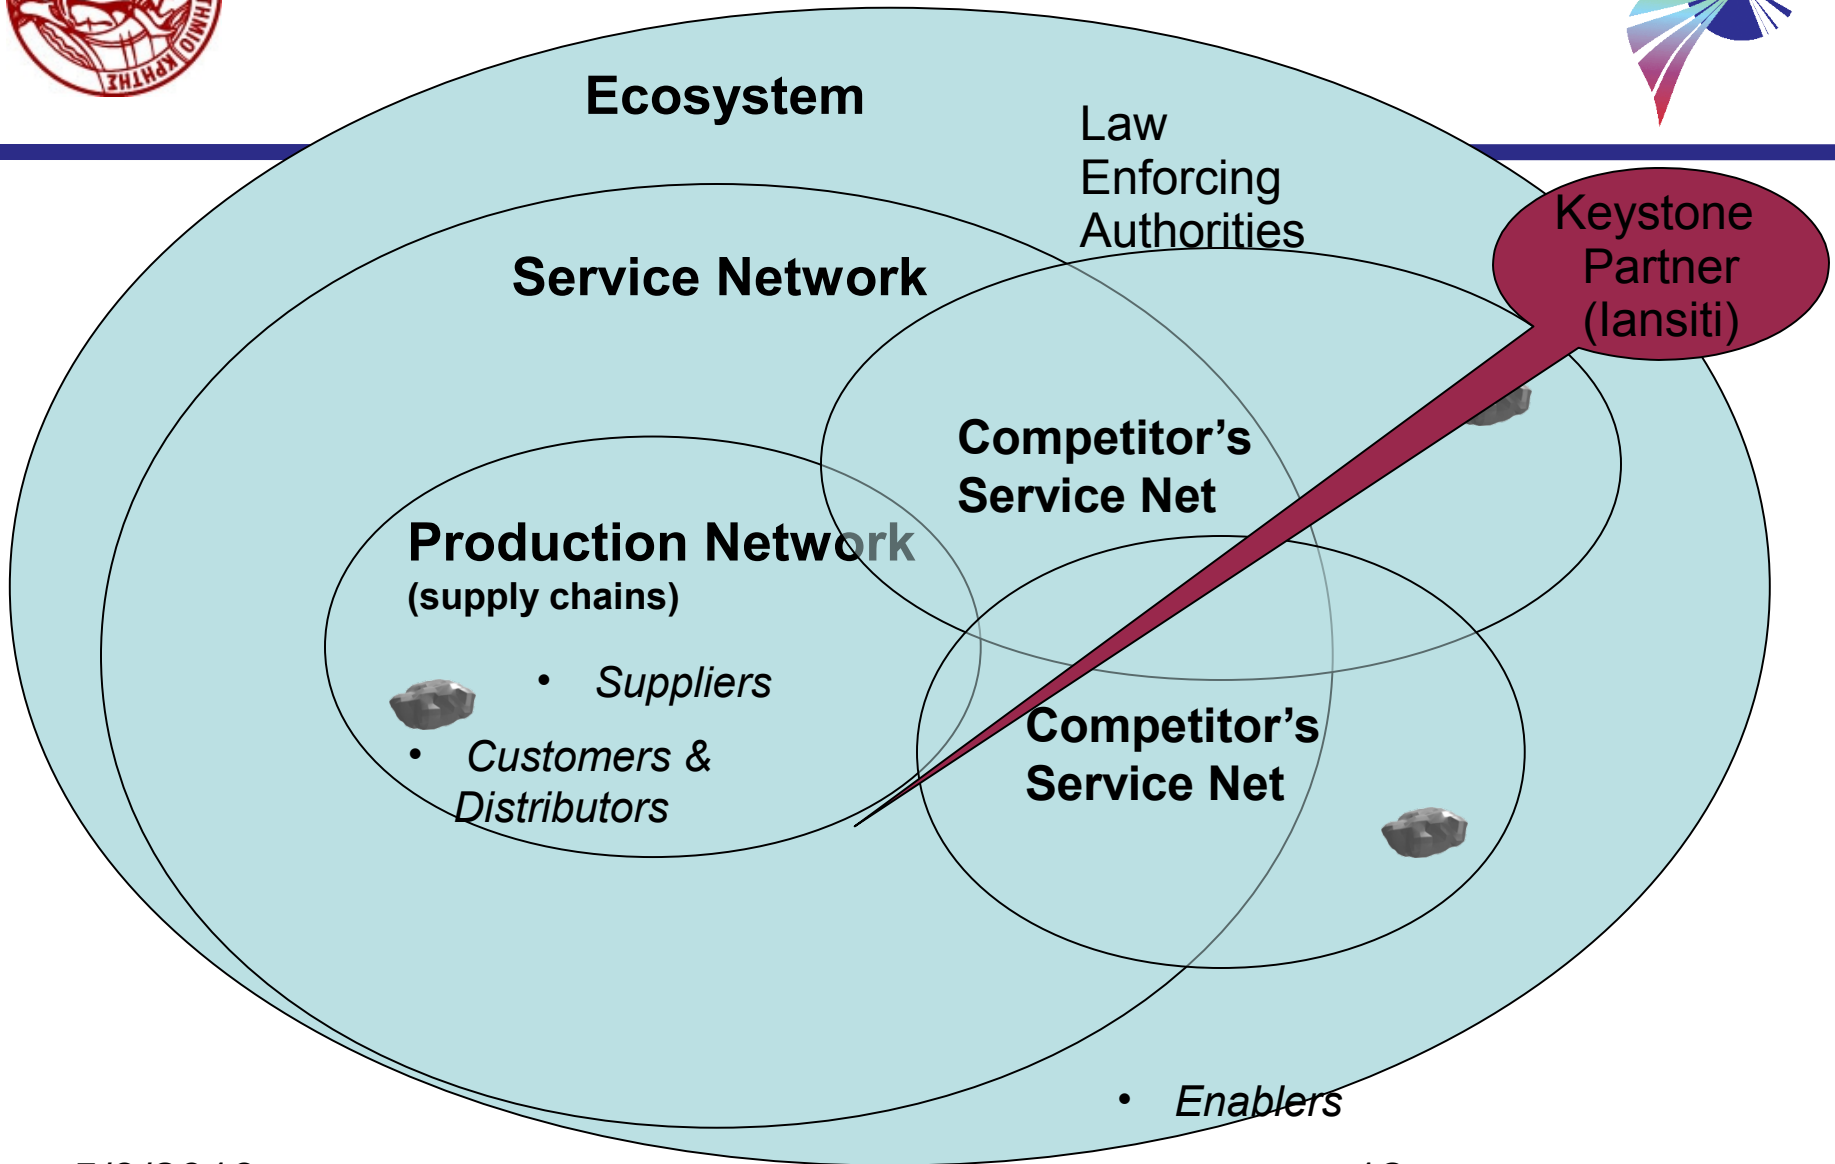 ΚΡΗΤΗΣ
Ecosystem
Law
Enforcing
Authorities
Keystone
Partner
(Iansiti)
Service Network
Competitor’s
Service Net
Production Network
(supply chains)
• Suppliers
• Customers &
Distributors
Competitor’s
Service Net
• Enablers